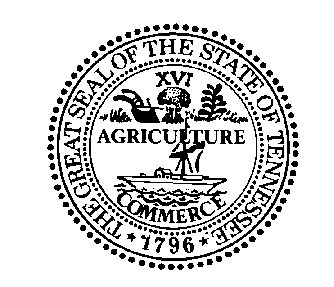 THE GREAT SEAL OF THE STATE OF TENNESSEE
XVI
AGRICULTURE
COMMERCE
1796